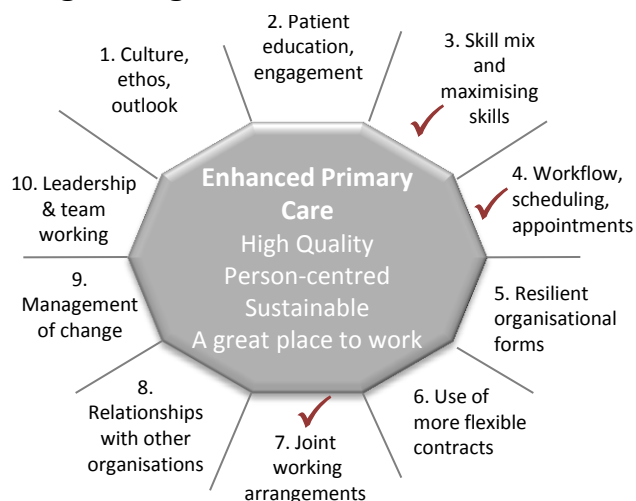 1. Culture,
ethos,
outlook
2. Patient
education,
engagement
3. Skill mix
and
maximising
skills
4. Workflow,
scheduling,
appointments
5. Resilient
organisational
forms
6. Use of
more flexible
contracts
7. Joint
working
arrangements
8.
Relationships
with other
organisations
9.
Management
of change
10. Leadership
& team
working
Enhanced Primary
Care
High Quality
Person-centred
Sustainable
A great place to work